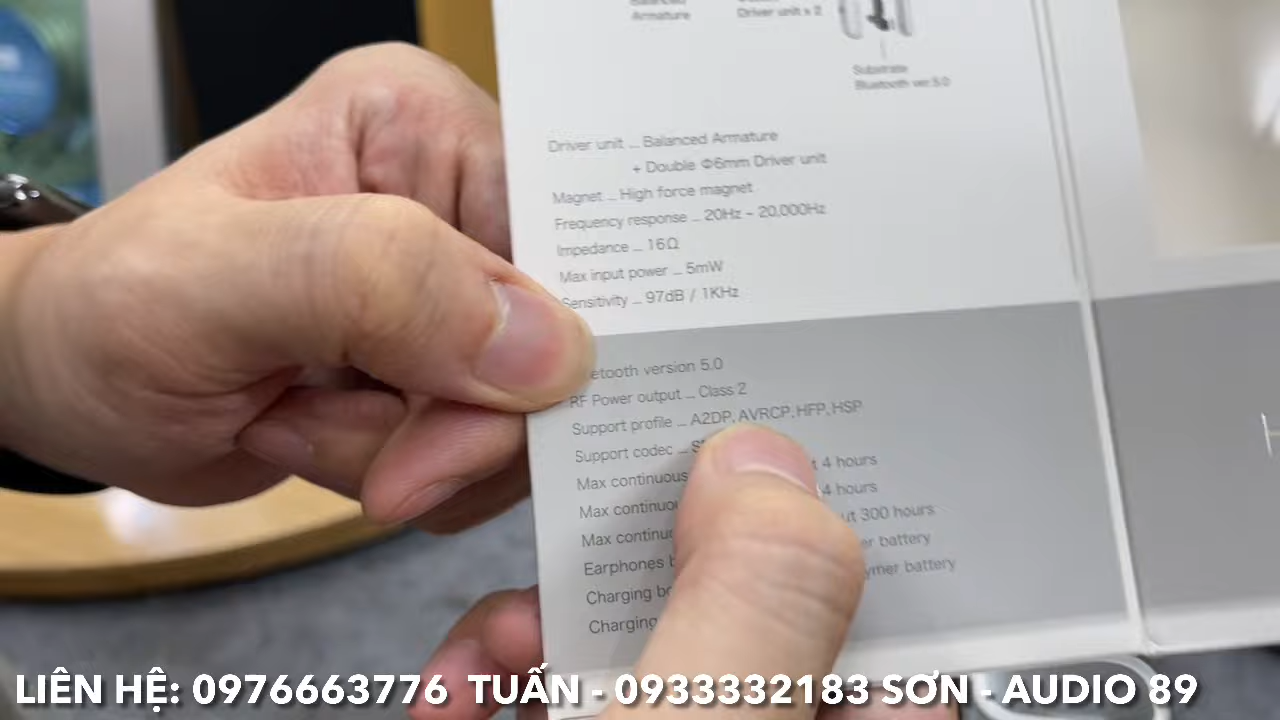 Balanced
Armature
Driver unit x 2
Substrate
Bluetooth ver.5.0
Driver unit ... Balanced Armature
+ Double Φ6mm Driver unit
Magnet ... High force magnet
Frequency response ... 20Hz ~ 20,000Hz
Impedance ... 16Ω
Max input power ... 5mW
Sensitivity ... 97dB / 1KHz
etooth version 5.0
RF Power output ... Class 2
Support profile ... A2DP, AVRCP, HFP, HSP
Support codec ...
Max continuous 4 hours
Max continuou 4 hours
Max continuo ut 300 hours
Earphones b er battery
Charging bo ymer battery
Charging
LIÊN HỆ: 0976663776 TUẤN - 0933332183 SƠN - AUDIO 89